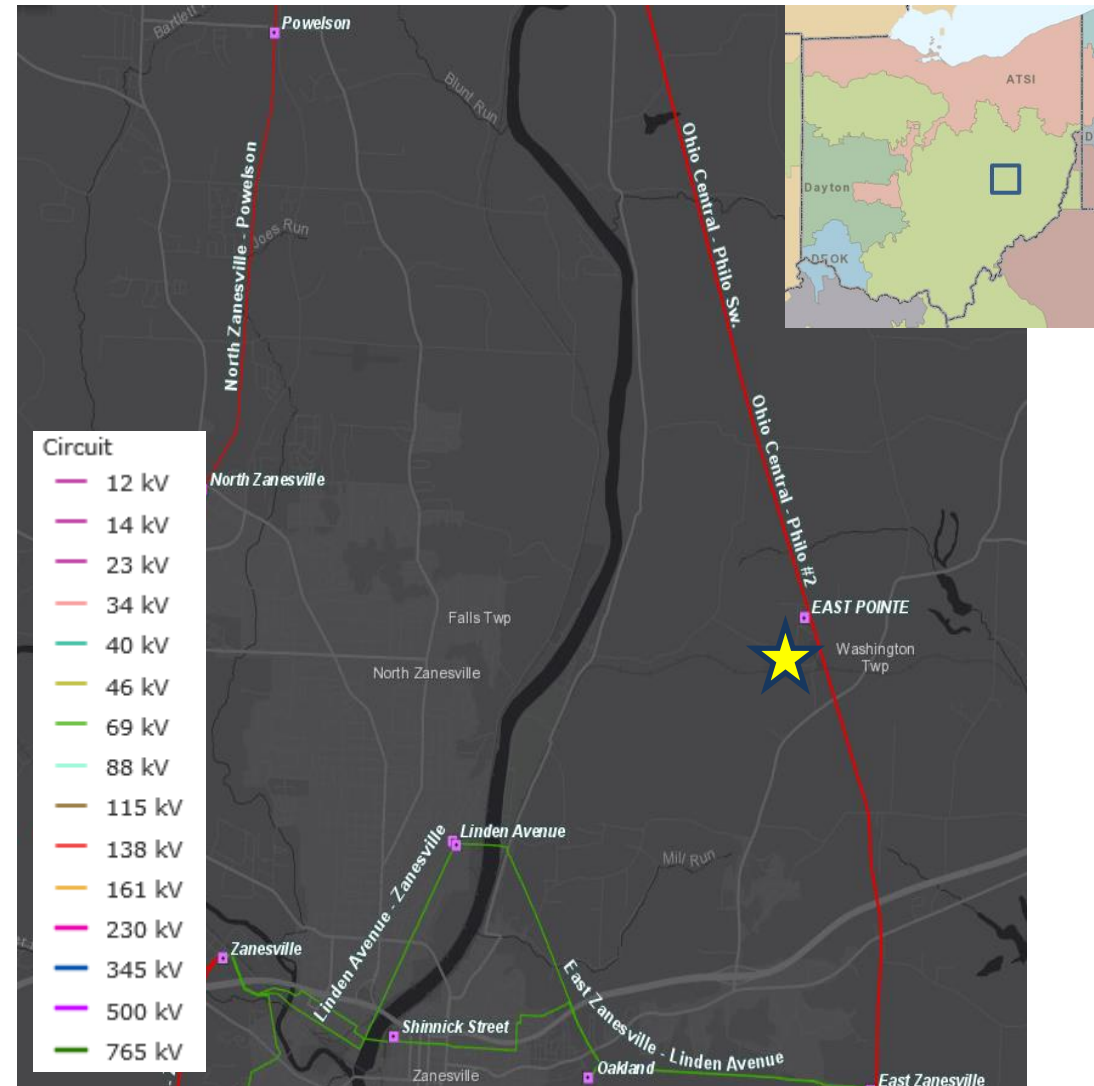 Powelson
Bartlett
Blunt Run
North Zanesville - Powelson
Joes Run
Ohio Central - Philo Sw.
Ohio Central - Philo #2
ATSI
Dayton
DEOK
D
Circuit
12 kV
14 kV
23 kV
34 kV
40 kV
46 kV
69 kV
88 kV
115 kV
138 kV
161 kV
230 kV
345 kV
500 kV
765 kV
North Zanesville
Falls Twp
North Zanesville
EAST POINTE
Washington
Twp
Linden Avenue
Mill Run
Linden Avenue - Zanesville
Zanesville
East Zanesville - Linden Avenue
Shinnick Street
Oakland
Zanesville
East Zanesville